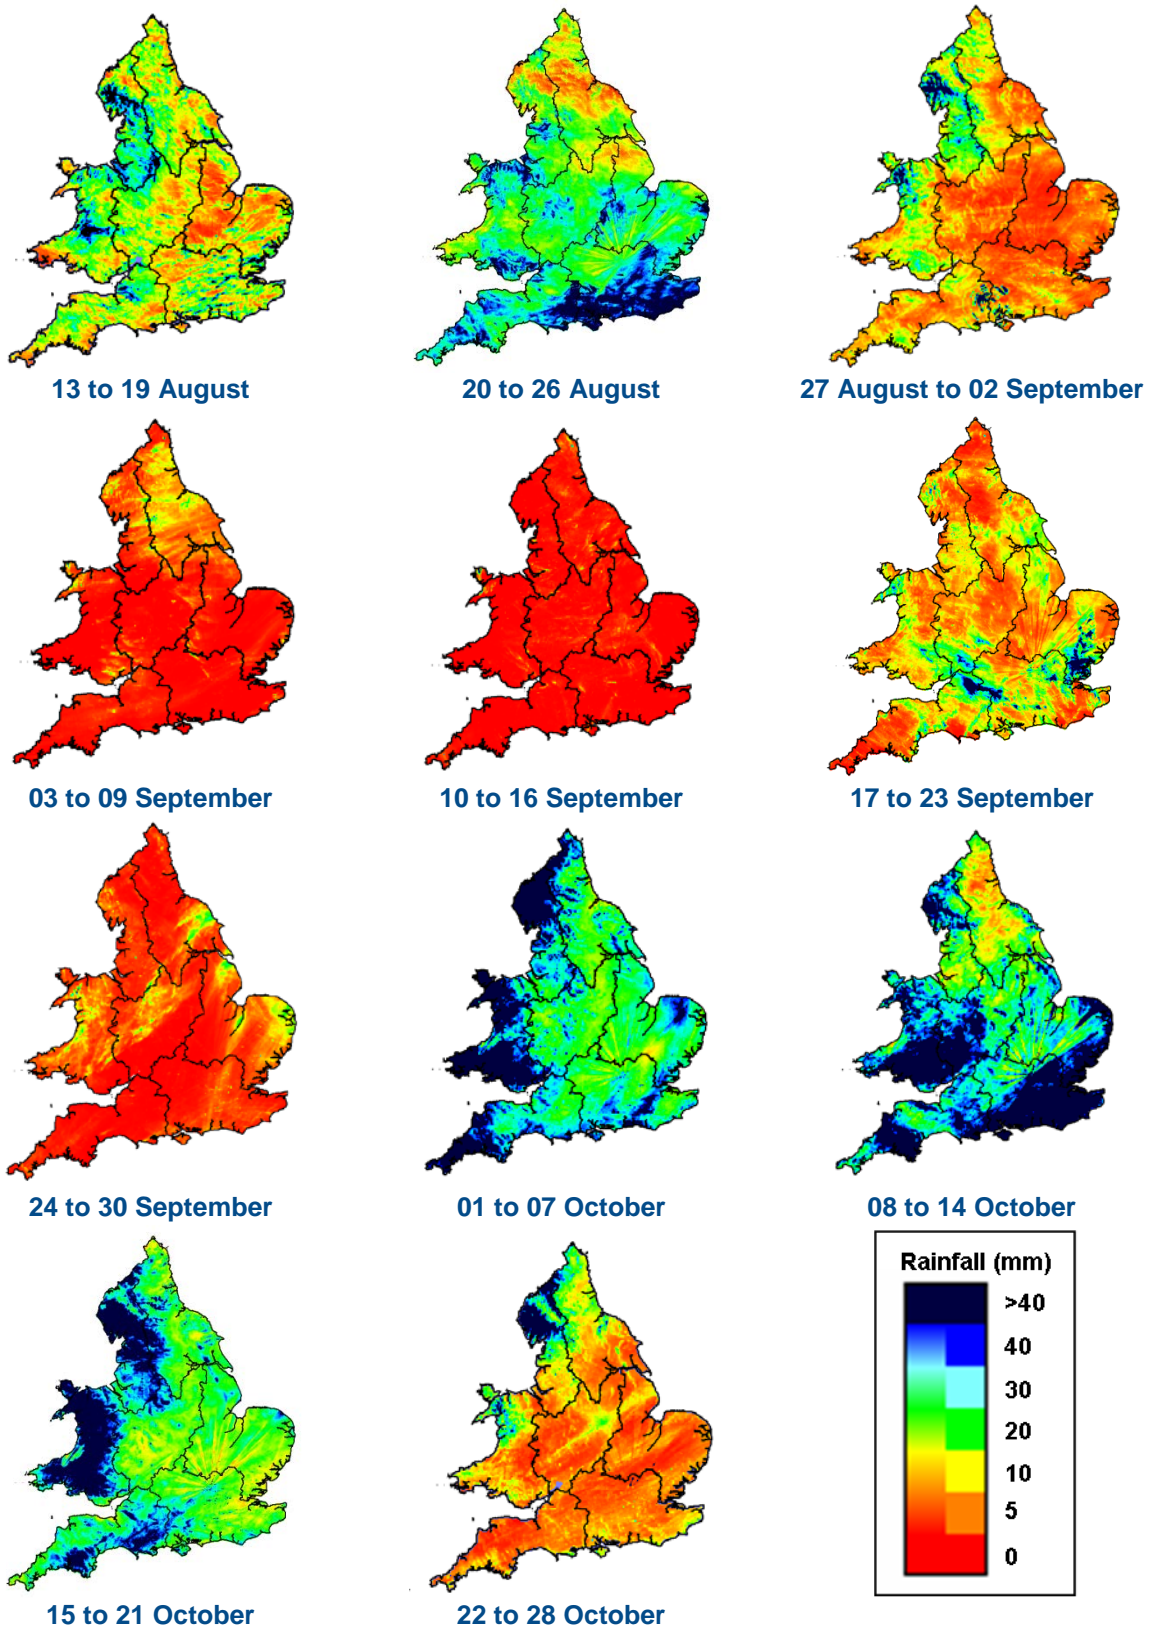 13 to 19 August
20 to 26 August
27 August to 02 September
03 to 09 September
10 to 16 September
17 to 23 September
24 to 30 September
01 to 07 October
08 to 14 October
Rainfall (mm)
>40
40
30
20
10
5
0
15 to 21 October
22 to 28 October